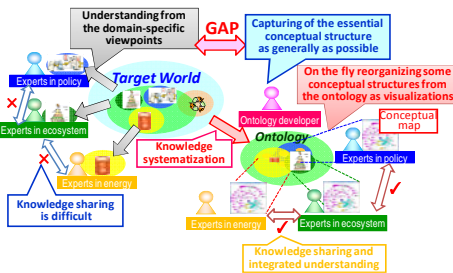 Understanding from
the domain-specific
viewpoints
GAP
Capturing of the essential
conceptual structure
as generally as possible
Experts in policy
Target World
On the fly reorganizing some
conceptual structures from
the ontology as visualizations
Ontology developer
Conceptual
map
Experts in ecosystem
Ontology
Knowledge
systematization
Experts in policy
Experts in energy
Knowledge sharing
is difficult
Experts in energy
Experts in ecosystem
Knowledge sharing and
integrated understanding